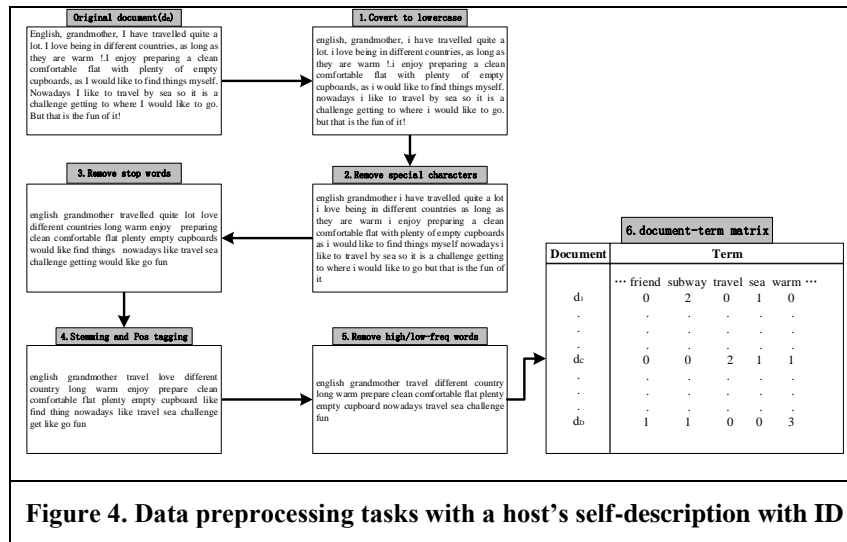 Original document(dₑ)
English, grandmother, I have travelled quite a
lot. I love being in different countries, as long as
they are warm !.I enjoy preparing a clean
comfortable flat with plenty of empty
cupboards, as I would like to find things myself.
Nowadays I like to travel by sea so it is a
challenge getting to where I would like to go.
But that is the fun of it!
1.Covert to lowercase
english, grandmother, i have travelled quite a
lot. i love being in different countries, as long as
they are warm !.i enjoy preparing a clean
comfortable flat with plenty of empty
cupboards, as i would like to find things myself.
nowadays i like to travel by sea so it is a
challenge getting to where i would like to go.
but that is the fun of it!
2.Remove special characters
english grandmother i have travelled quite a lot
i love being in different countries as long as
they are warm i enjoy preparing a clean
comfortable flat with plenty of empty cupboards
as i would like to find things myself nowadays i
like to travel by sea so it is a challenge getting
to where i would like to go but that is the fun of
it
3.Remove stop words
english grandmother travelled quite lot love
different countries long warm enjoy preparing
clean comfortable flat plenty empty cupboards
would like find things nowadays like travel sea
challenge getting would like go fun
4.Stemming and Pos tagging
english grandmother travel love different
country long warm enjoy prepare clean
comfortable flat plenty empty cupboard like
find thing nowadays like travel sea challenge
get like go fun
5.Remove high/low-freq words
english grandmother travel different country
long warm prepare clean comfortable flat plenty
empty cupboard nowadays travel sea challenge
fun
6.document-term matrix
Document Term
··· friend subway travel sea warm ···
d₁ 0 2 0 1 0
. . . . . .
. . . . . .
. . . . . .
dC 0 0 2 1 1
. . . . . .
. . . . . .
. . . . . .
dD 1 1 0 0 3
Figure 4. Data preprocessing tasks with a host’s self-description with ID